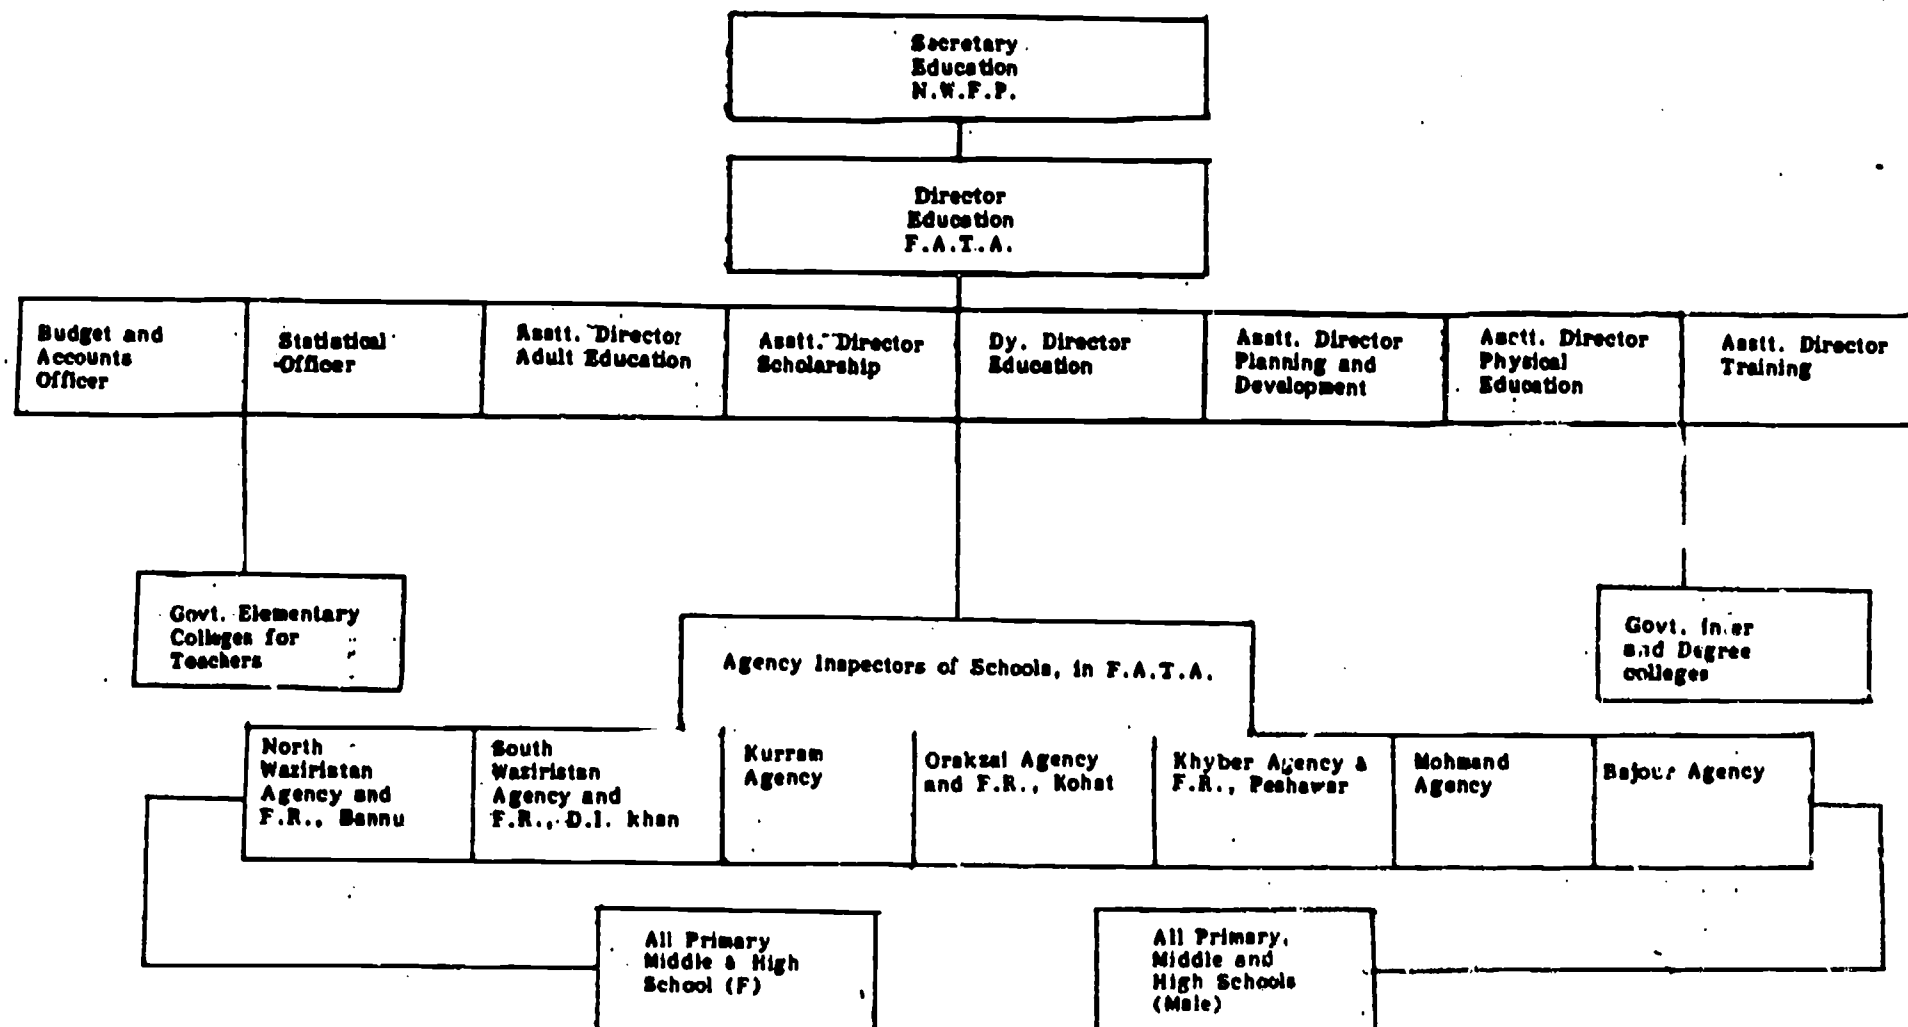 Secretary
Education
N.W.F.P.
Director
Education
F.A.T.A.
Budget and
Accounts
Officer
Statistical
Officer
Asstt. Director
Adult Education
Asstt. Director
Scholarship
Dy. Director
Education
Asstt. Director
Planning and
Development
Asstt. Director
Physical
Education
Asstt. Director
Training
Govt. Elementary
Colleges for
Teachers
Agency Inspectors of Schools, in F.A.T.A.
Govt. Inter
and Degree
colleges
North
Waziristan
Agency and
F.R., Bannu
South
Waziristan
Agency and
F.R., D.I. khan
Kurram
Agency
Orakzai Agency
and F.R., Kohat
Khyber Agency &
F.R., Peshawar
Mohmand
Agency
Bajour Agency
All Primary
Middle & High
School (F)
All Primary,
Middle and
High Schools
(Male)